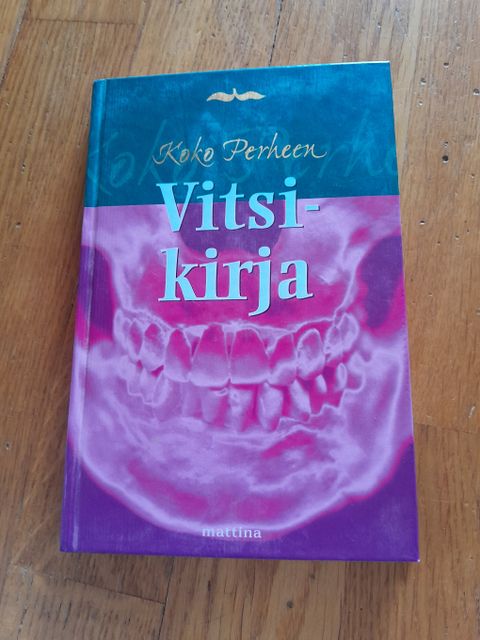 Koko Perheen
Vitsi-
kirja
mattina